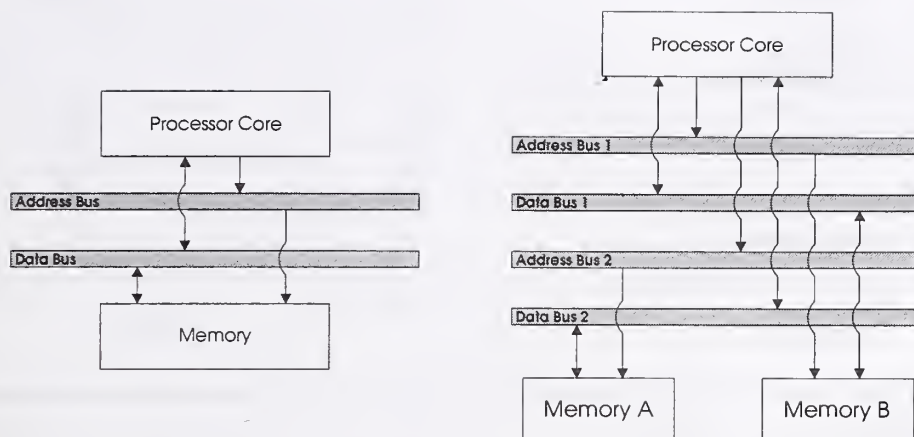 Processor Core
Address Bus
Data Bus
Memory
Processor Core
Address Bus 1
Data Bus 1
Address Bus 2
Data Bus 2
Memory A
Memory B